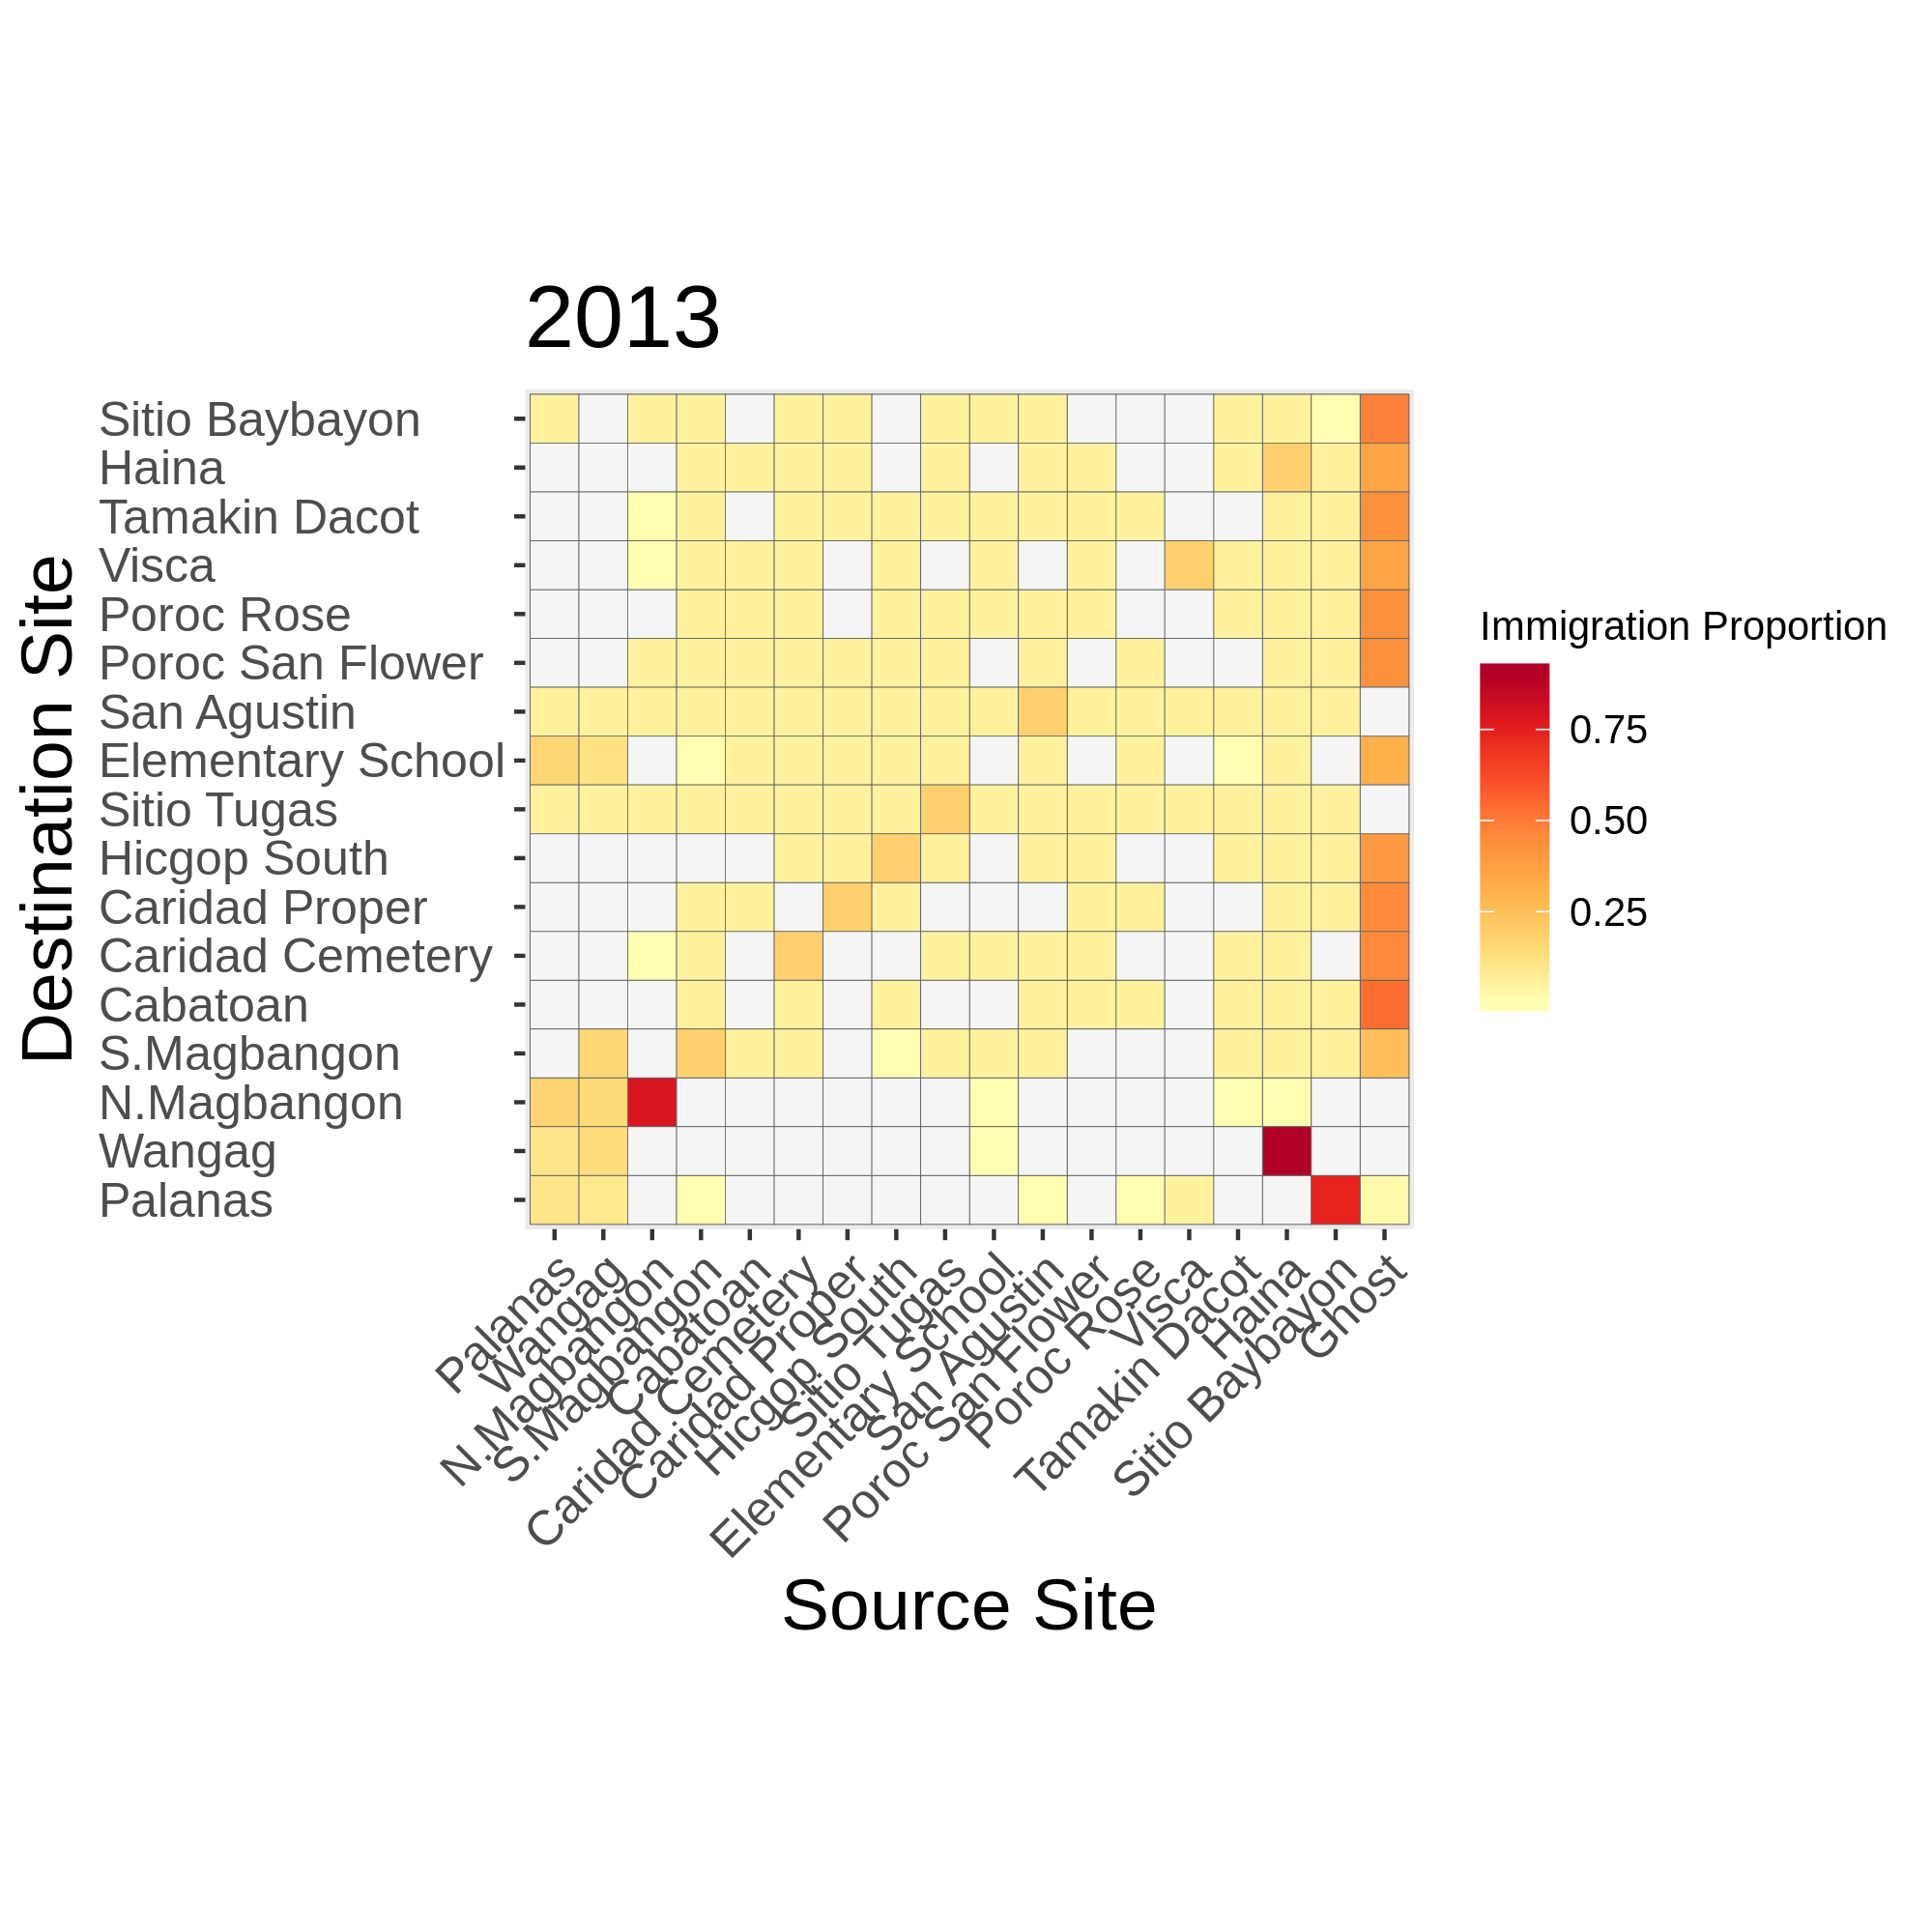 2013
Sitio Baybayon
Haina
Tamakin Dacot
Visca
Poroc Rose
Poroc San Flower
San Agustin
Elementary School
Sitio Tugas
Hicgop South
Caridad Proper
Caridad Cemetery
Cabatoan
S.Magbangon
N.Magbangon
Wangag
Palanas
Destination Site
Palanas
Wangag
N.Magbangon
S.Magbangon
Cabatoan
Caridad Cemetery
Caridad Proper
Hicgop South
Sitio Tugas
Elementary School
San Agustin
Poroc San Flower
Poroc Rose
Visca
Tamakin Dacot
Haina
Sitio Baybayon
Ghost
Source Site
Immigration Proportion
0.75
0.50
0.25